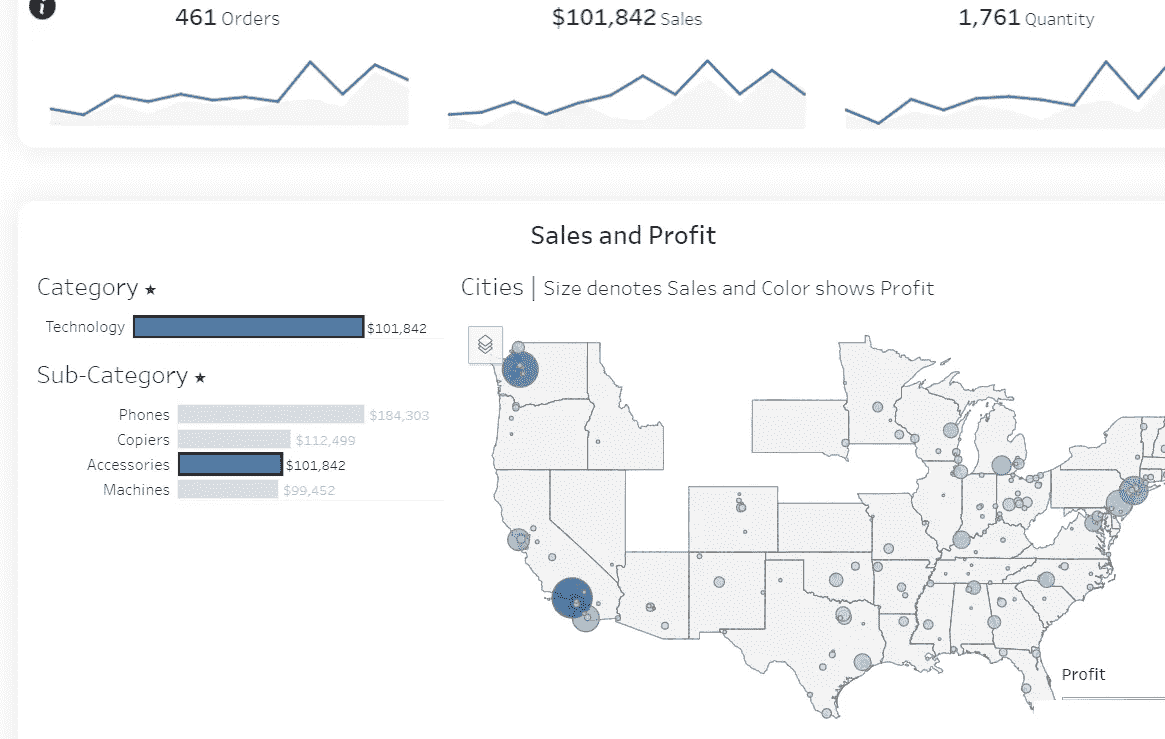 i
461 Orders
$101,842 Sales
1,761 Quantity
Sales and Profit
Category ★
Technology $101,842
Sub-Category ★
Phones $184,303
Copiers $112,499
Accessories $101,842
Machines $99,452
Cities | Size denotes Sales and Color shows Profit
Profit